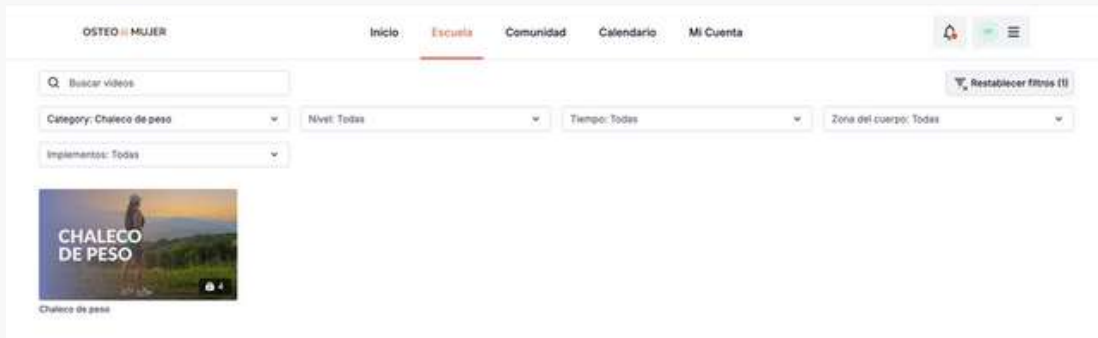 OSTEO MUJER
Inicio Escuela Comunidad Calendario Mi Cuenta
Buscar videos
Restablecer filtros (1)
Category: Chaleco de peso
Nivel: Todas
Tiempo: Todas
Zona del cuerpo: Todas
Implementos: Todas
CHALECO
DE PESO
4
Chaleco de peso